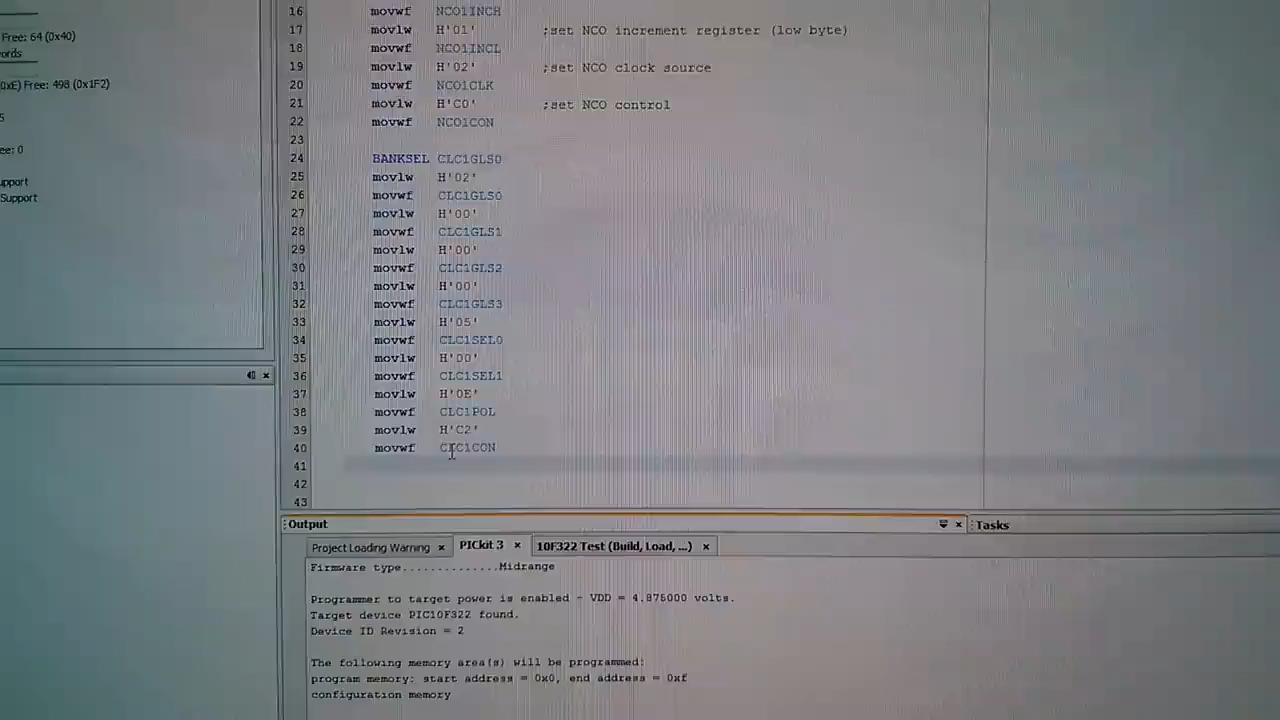 Free: 64 (0x40)
ords
0xE) Free: 498 (0x1F2)
5
ee: 0
upport
Support
16 movwf NCO1INCH
17 movlw H'01' ;set NCO increment register (low byte)
18 movwf NCO1INCL
19 movlw H'02' ;set NCO clock source
20 movwf NCO1CLK
21 movlw H'C0' ;set NCO control
22 movwf NCO1CON
23
24 BANKSEL CLC1GLS0
25 movlw H'02'
26 movwf CLC1GLS0
27 movlw H'00'
28 movwf CLC1GLS1
29 movlw H'00'
30 movwf CLC1GLS2
31 movlw H'00'
32 movwf CLC1GLS3
33 movlw H'05'
34 movwf CLC1SEL0
35 movlw H'00'
36 movwf CLC1SEL1
37 movlw H'0E'
38 movwf CLC1POL
39 movlw H'C2'
40 movwf CLC1CON
41
42
43
Output
Tasks
Project Loading Warning × PICkit 3 × 10F322 Test (Build, Load, ...) ×
Firmware type..............Midrange
Programmer to target power is enabled - VDD = 4.875000 volts.
Target device PIC10F322 found.
Device ID Revision = 2
The following memory area(s) will be programmed:
program memory: start address = 0x0, end address = 0xf
configuration memory